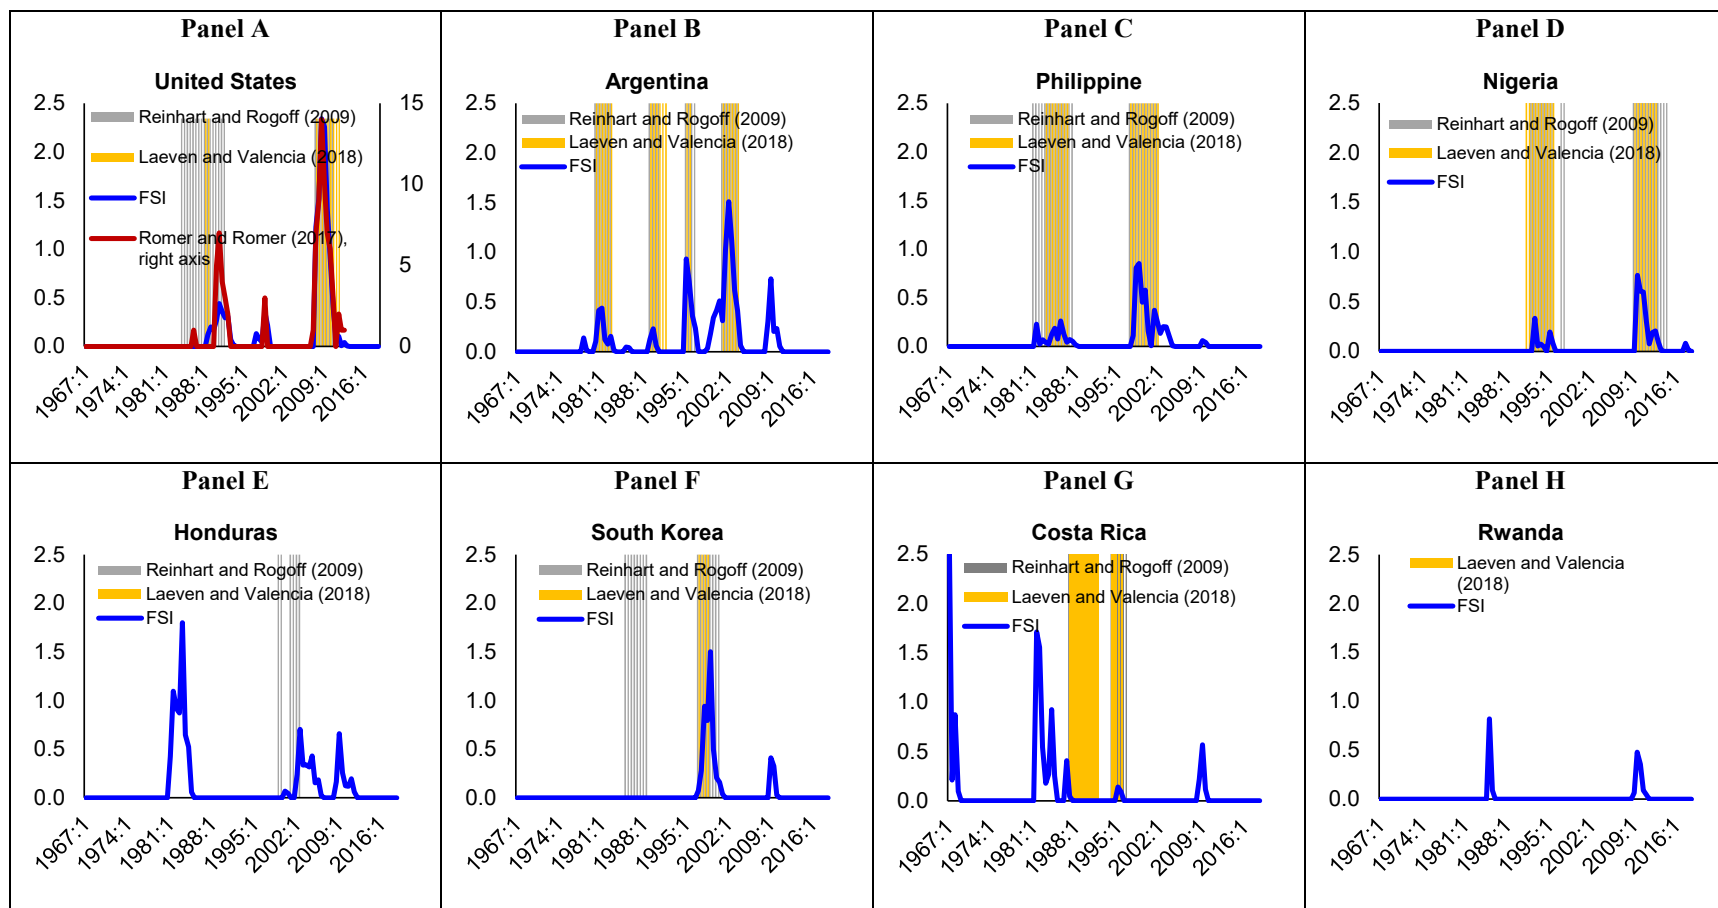 Panel A
United States
2.5
2.0
1.5
1.0
0.5
0.0
15
10
5
0
Reinhart and Rogoff (2009)
Laeven and Valencia (2018)
FSI
Romer and Romer (2017),
right axis
1967:1
1974:1
1981:1
1988:1
1995:1
2002:1
2009:1
2016:1
Panel B
Argentina
2.5
2.0
1.5
1.0
0.5
0.0
Reinhart and Rogoff (2009)
Laeven and Valencia (2018)
FSI
1967:1
1974:1
1981:1
1988:1
1995:1
2002:1
2009:1
2016:1
Panel C
Philippine
2.5
2.0
1.5
1.0
0.5
0.0
Reinhart and Rogoff (2009)
Laeven and Valencia (2018)
FSI
1967:1
1974:1
1981:1
1988:1
1995:1
2002:1
2009:1
2016:1
Panel D
Nigeria
2.5
2.0
1.5
1.0
0.5
0.0
Reinhart and Rogoff (2009)
Laeven and Valencia (2018)
FSI
1967:1
1974:1
1981:1
1988:1
1995:1
2002:1
2009:1
2016:1
Panel E
Honduras
2.5
2.0
1.5
1.0
0.5
0.0
Reinhart and Rogoff (2009)
Laeven and Valencia (2018)
FSI
1967:1
1974:1
1981:1
1988:1
1995:1
2002:1
2009:1
2016:1
Panel F
South Korea
2.5
2.0
1.5
1.0
0.5
0.0
Reinhart and Rogoff (2009)
Laeven and Valencia (2018)
FSI
1967:1
1974:1
1981:1
1988:1
1995:1
2002:1
2009:1
2016:1
Panel G
Costa Rica
2.5
2.0
1.5
1.0
0.5
0.0
Reinhart and Rogoff (2009)
Laeven and Valencia (2018)
FSI
1967:1
1974:1
1981:1
1988:1
1995:1
2002:1
2009:1
2016:1
Panel H
Rwanda
2.5
2.0
1.5
1.0
0.5
0.0
Laeven and Valencia
(2018)
FSI
1967:1
1974:1
1981:1
1988:1
1995:1
2002:1
2009:1
2016:1